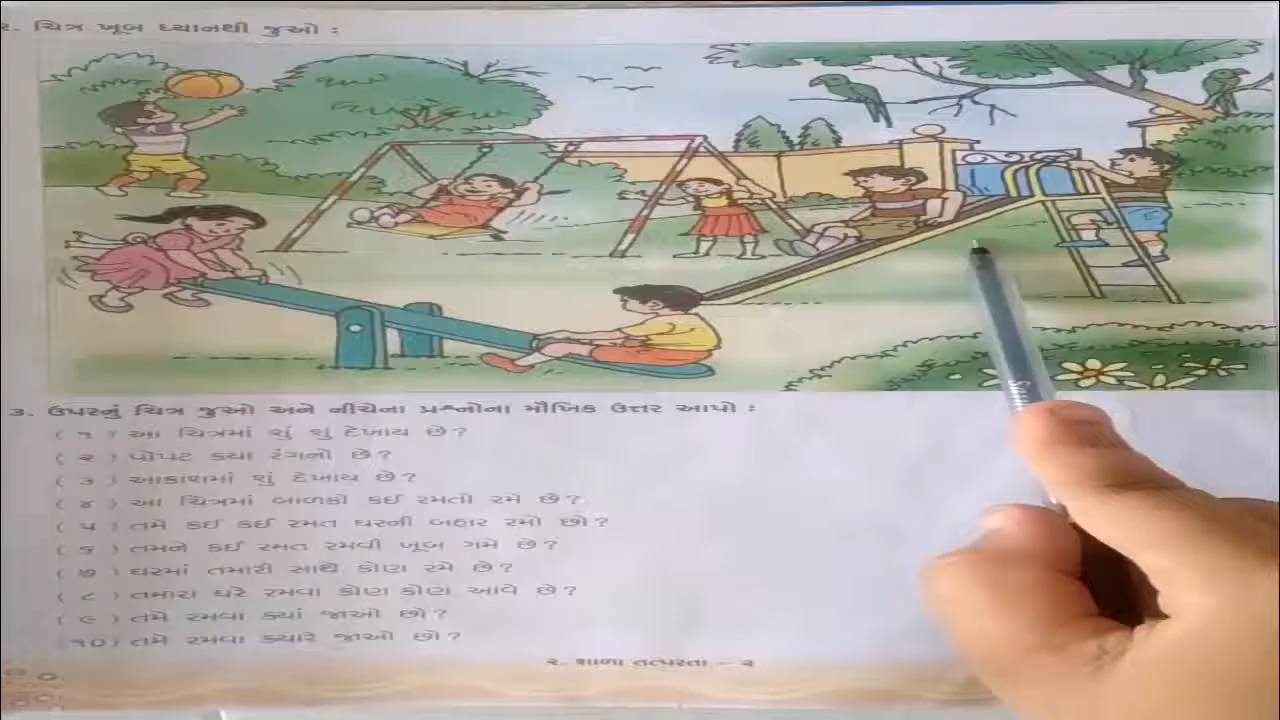 ૨. ચિત્ર ખૂબ ધ્યાનથી જુઓ :
૩. ઉપરનું ચિત્ર જુઓ અને નીચેના પ્રશ્નોના મૌખિક ઉત્તર આપો :
(૧) આ ચિત્રમાં શું શું દેખાય છે?
(૨) પોપટ કયા રંગનો છે?
(૩) આકાશમાં શું દેખાય છે?
(૪) આ ચિત્રમાં બાળકો કઈ રમતો રમે છે?
(૫) તમે કઈ કઈ રમત ઘરની બહાર રમો છો?
(૬) તમને કઈ રમત રમવી ખૂબ ગમે છે?
(૭) ઘરમાં તમારી સાથે કોણ રમે છે?
(૮) તમારા ઘરે રમવા કોણ કોણ આવે છે?
(૯) તમે રમવા ક્યાં જાઓ છો?
(૧૦) તમે રમવા ક્યારે જાઓ છો?
૨. શાળા તત્પરતા – ૨